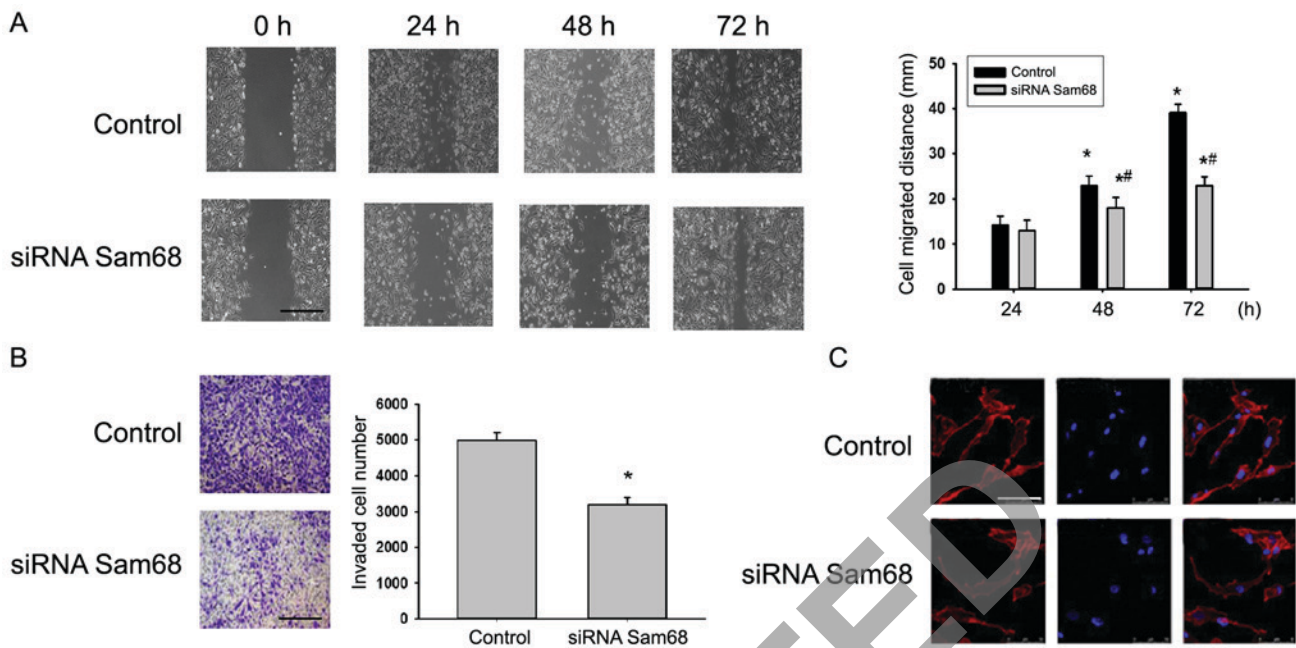 A
0 h
24 h
48 h
72 h
Control
siRNA Sam68
Cell migrated distance (mm)
50
40
30
20
10
0
Control
siRNA Sam68
*
*#
*
*#
24
48
72
(h)
B
Control
siRNA Sam68
Invaded cell number
6000
5000
4000
3000
2000
1000
0
*
Control
siRNA Sam68
C
Control
siRNA Sam68